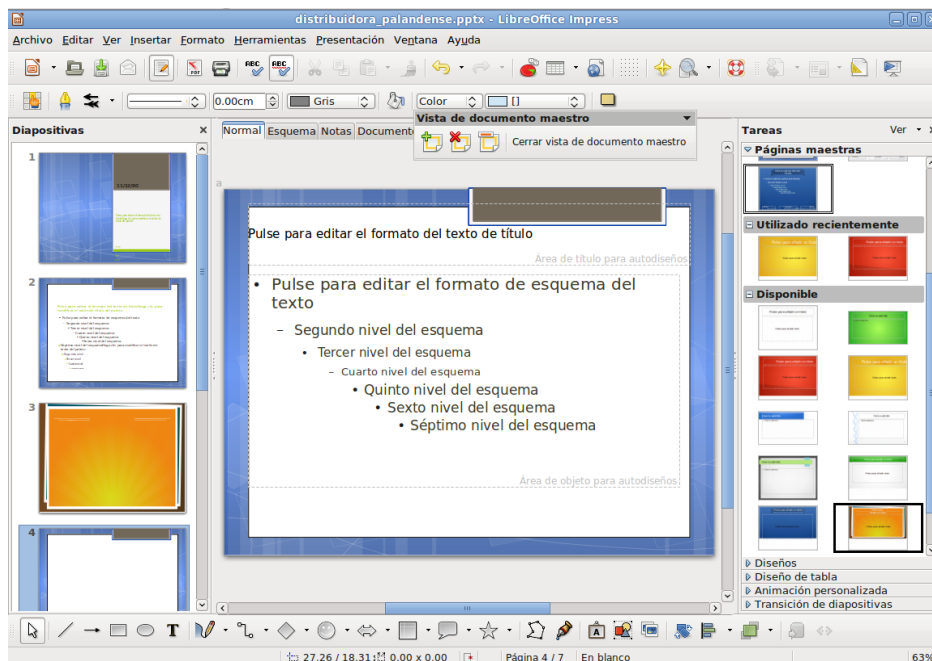 distribuidora_palandense.pptx - LibreOffice Impress
Archivo Editar Ver Insertar Formato Herramientas Presentación Ventana Ayuda
0.00cm Gris Color []
Diapositivas
Normal Esquema Notas Document
Vista de documento maestro
Cerrar vista de documento maestro
Tareas Ver
Páginas maestras
Utilizado recientemente
Disponible
1
2
3
4
Pulse para editar el formato del texto de título
Área de título para autodiseños
• Pulse para editar el formato de esquema del
texto
– Segundo nivel del esquema
• Tercer nivel del esquema
– Cuarto nivel del esquema
• Quinto nivel del esquema
• Sexto nivel del esquema
• Séptimo nivel del esquema
Área de objeto para autodiseños
Diseños
Diseño de tabla
Animación personalizada
Transición de diapositivas
27.26 / 18.31 0.00 x 0.00 Página 4 / 7 En blanco 63%